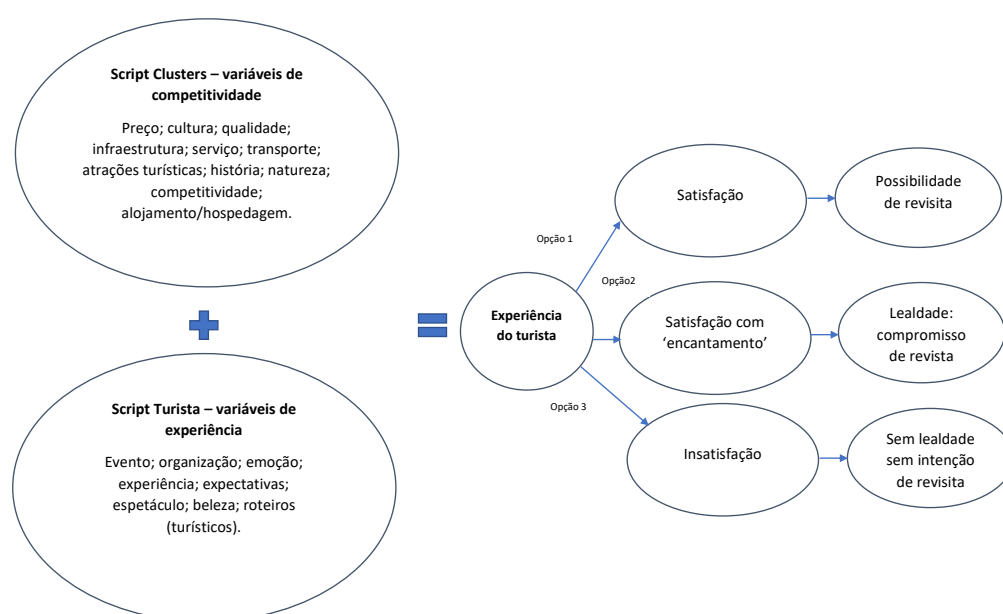 Script Clusters – variáveis de
competitividade
Preço; cultura; qualidade;
infraestrutura; serviço; transporte;
atrações turísticas; história; natureza;
competitividade;
alojamento/hospedagem.
Script Turista – variáveis de
experiência
Evento; organização; emoção;
experiência; expectativas;
espetáculo; beleza; roteiros
(turísticos).
Experiência
do turista
Opção 1
Satisfação
Possibilidade
de revisita
Opção2
Satisfação com
‘encantamento’
Lealdade:
compromisso
de revista
Opção 3
Insatisfação
Sem lealdade
sem intenção
de revisita